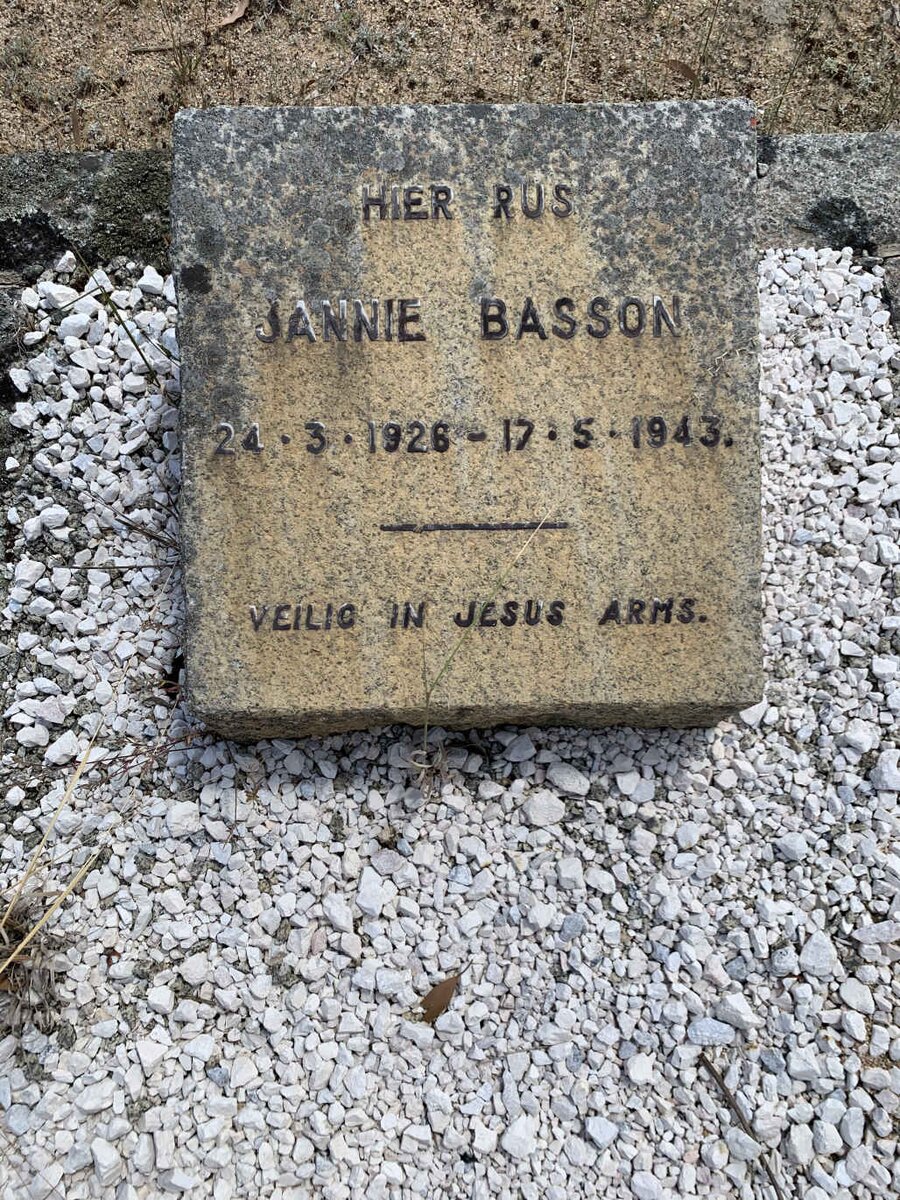 HIER RUS
JANNIE BASSON
24·3·1926 – 17·5·1943.
VEILIG IN JESUS ARMS.